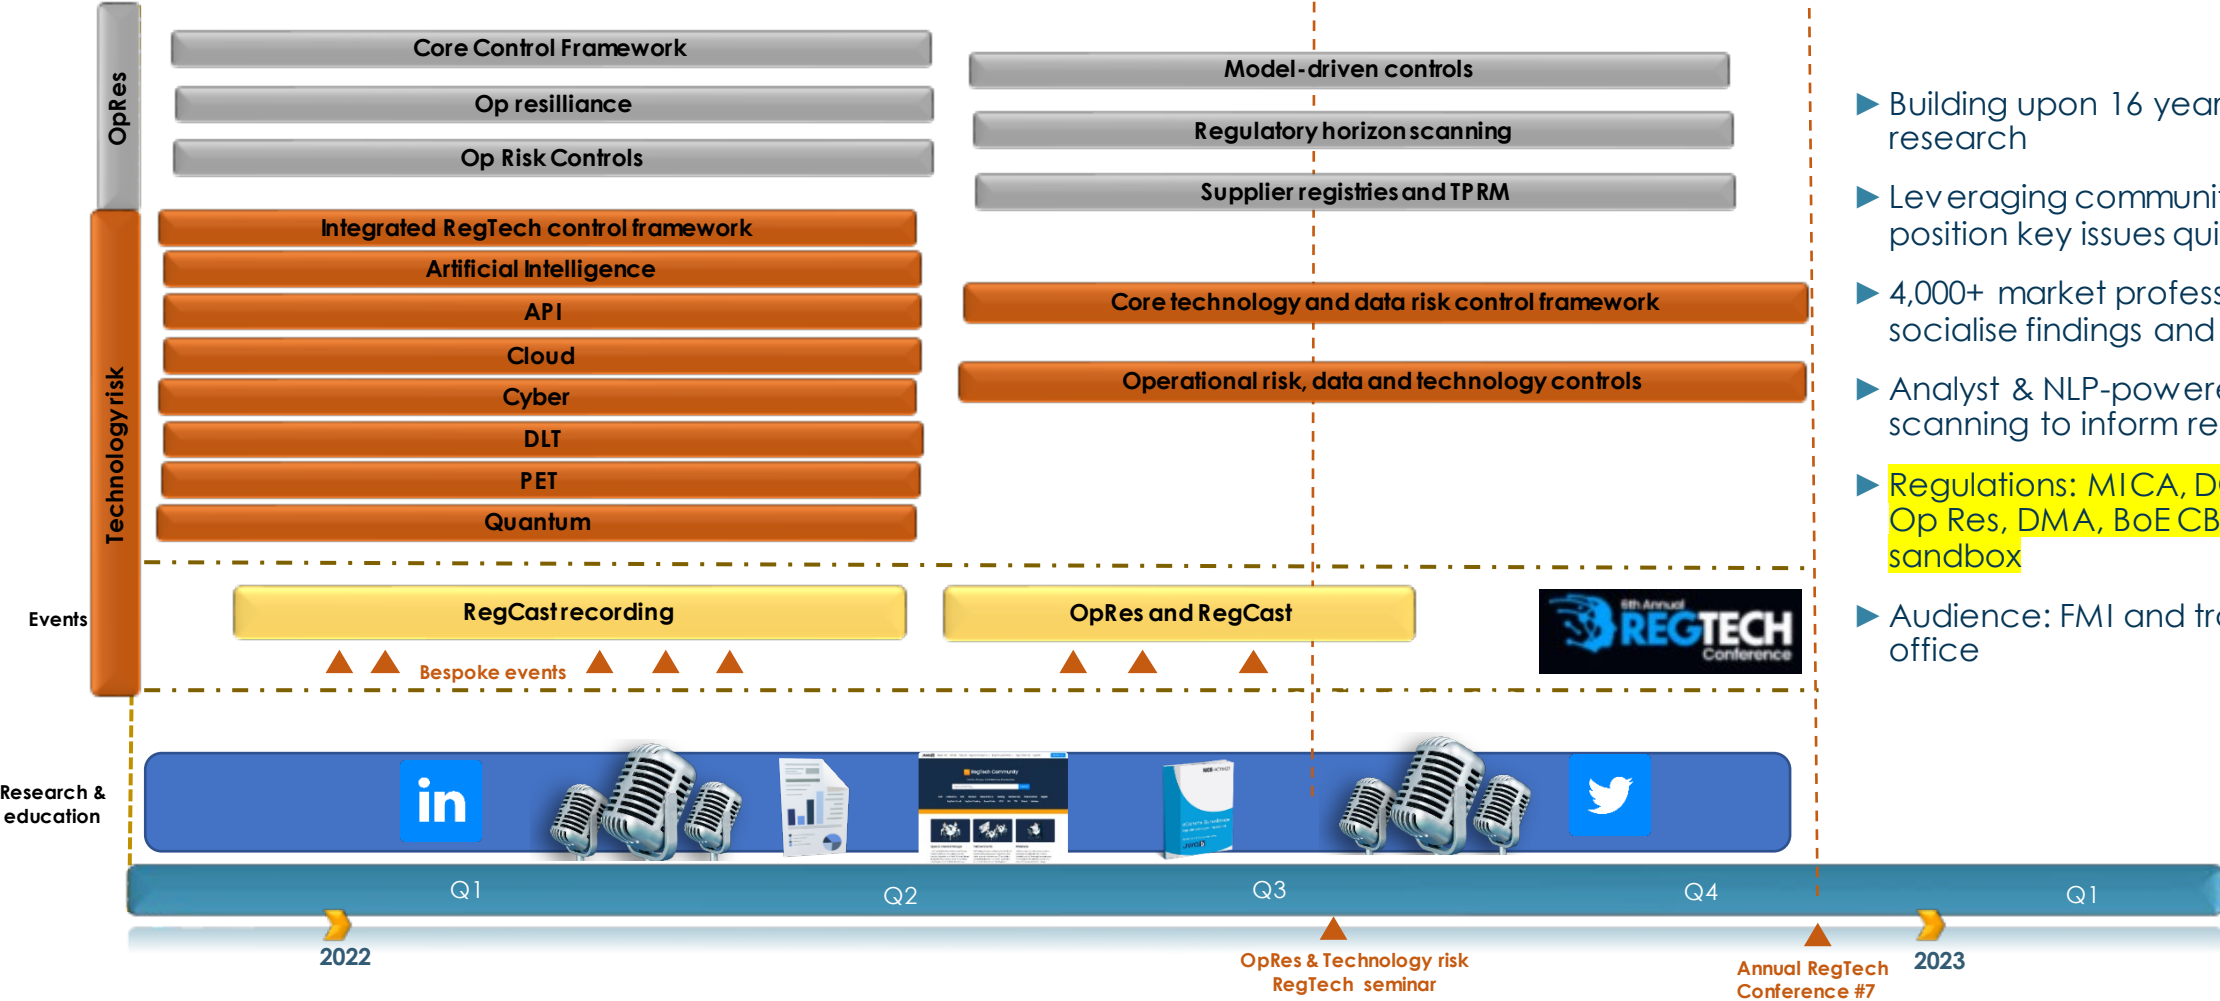 OpRes
Core Control Framework
Op resilliance
Op Risk Controls
Model-driven controls
Regulatory horizon scanning
Supplier registries and TPRM
Technology risk
Integrated RegTech control framework
Artificial Intelligence
API
Cloud
Cyber
DLT
PET
Quantum
Core technology and data risk control framework
Operational risk, data and technology controls
Events
RegCast recording
OpRes and RegCast
Bespoke events
6th Annual
REGTECH
Conference
Research &
education
in
RegTech Community
Q1
Q2
Q3
Q4
Q1
2022
OpRes & Technology risk
RegTech seminar
Annual RegTech
Conference #7
2023
Building upon 16 year
research
Leveraging communit
position key issues qui
4,000+ market profess
socialise findings and
Analyst & NLP-powere
scanning to inform re
Regulations: MICA, D
Op Res, DMA, BoE CB
sandbox
Audience: FMI and tra
office